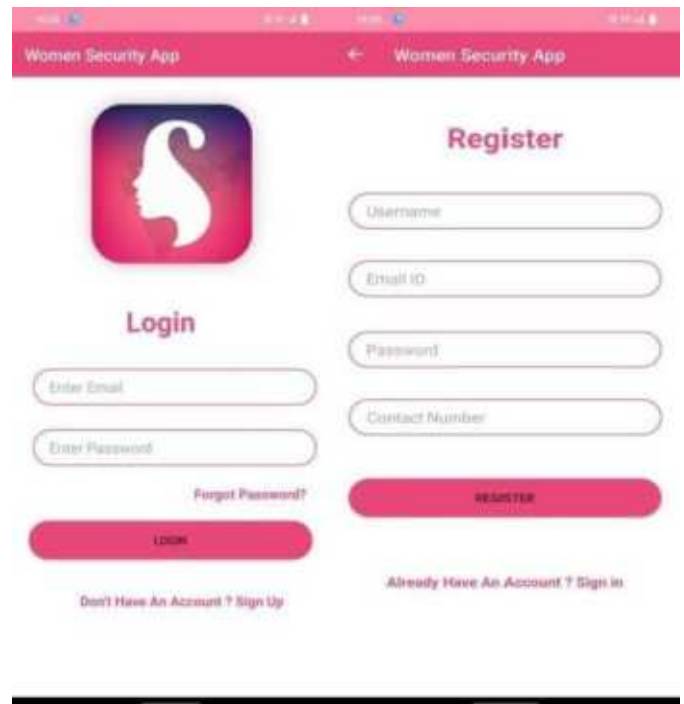 Women Security App
Login
Enter Email
Enter Password
Forgot Password?
LOGIN
Don't Have An Account ? Sign Up
Women Security App
Register
Username
Email ID
Password
Contact Number
REGISTER
Already Have An Account ? Sign in